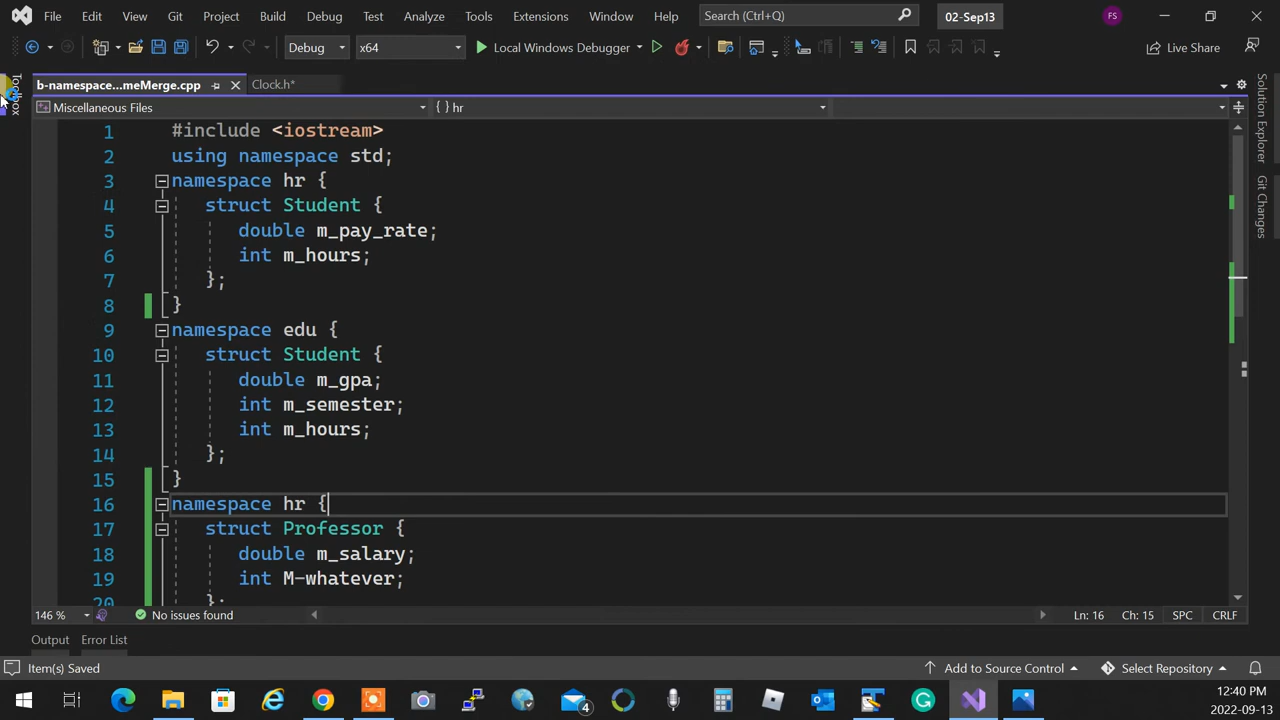 File Edit View Git Project Build Debug Test Analyze Tools Extensions Window Help Search (Ctrl+Q) 02-Sep13 FS
Debug x64 Local Windows Debugger Live Share
b-namespace...meMerge.cpp Clock.h*
Miscellaneous Files {} hr
Toolbox
Solution Explorer
Git Changes
1 #include <iostream>
2 using namespace std;
3 namespace hr {
4 struct Student {
5 double m_pay_rate;
6 int m_hours;
7 };
8 }
9 namespace edu {
10 struct Student {
11 double m_gpa;
12 int m_semester;
13 int m_hours;
14 };
15 }
16 namespace hr {
17 struct Professor {
18 double m_salary;
19 int M-whatever;
20 };
146 % No issues found Ln: 16 Ch: 15 SPC CRLF
Output Error List
Item(s) Saved Add to Source Control Select Repository
4
12:40 PM
2022-09-13